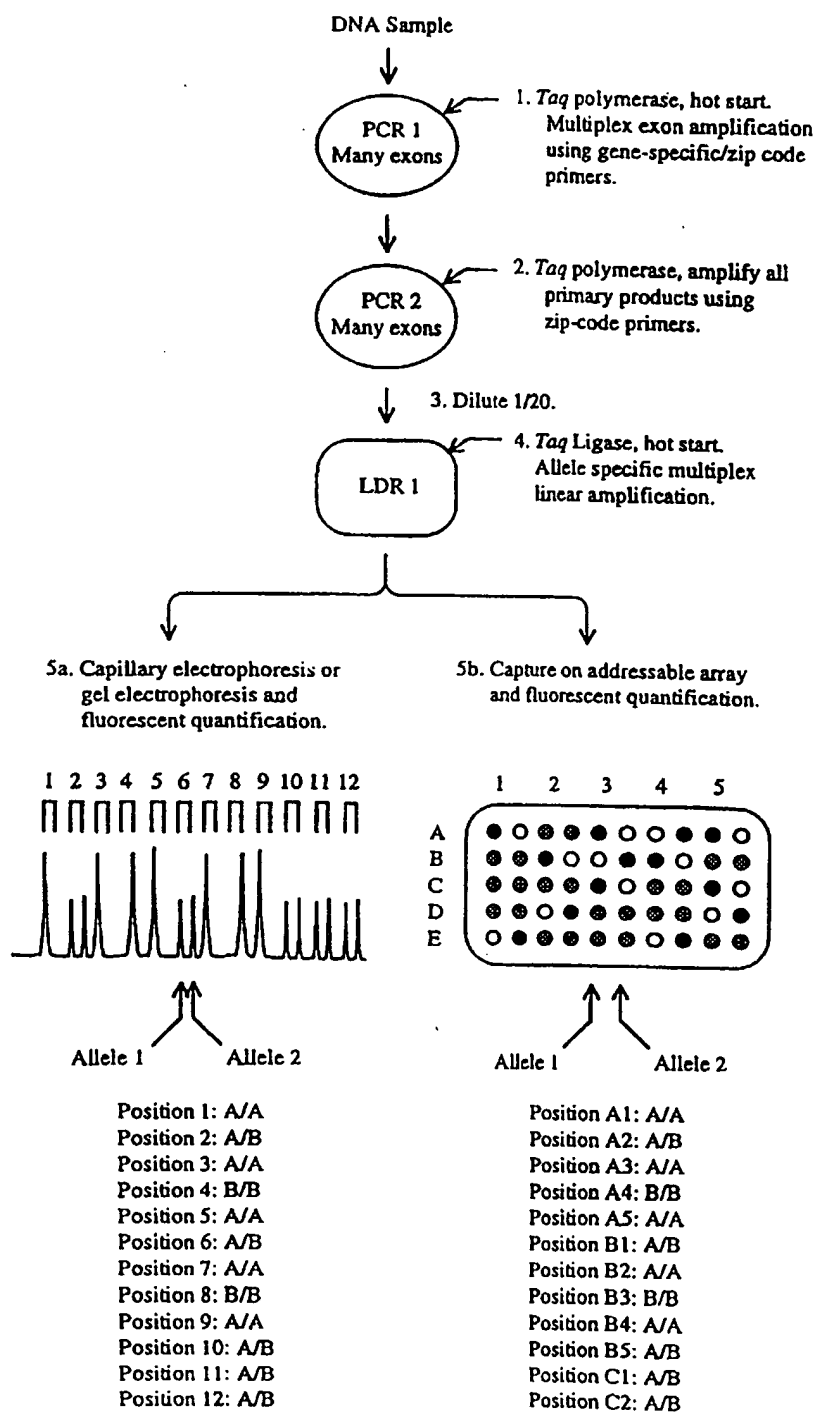 DNA Sample
PCR 1
Many exons
1. Taq polymerase, hot start.
Multiplex exon amplification
using gene-specific/zip code
primers.
PCR 2
Many exons
2. Taq polymerase, amplify all
primary products using
zip-code primers.
3. Dilute 1/20.
LDR 1
4. Taq Ligase, hot start.
Allele specific multiplex
linear amplification.
5a. Capillary electrophoresis or
gel electrophoresis and
fluorescent quantification.
1 2 3 4 5 6 7 8 9 10 11 12
Allele 1 Allele 2
Position 1: A/A
Position 2: A/B
Position 3: A/A
Position 4: B/B
Position 5: A/A
Position 6: A/B
Position 7: A/A
Position 8: B/B
Position 9: A/A
Position 10: A/B
Position 11: A/B
Position 12: A/B
5b. Capture on addressable array
and fluorescent quantification.
1 2 3 4 5
A
B
C
D
E
Allele 1 Allele 2
Position A1: A/A
Position A2: A/B
Position A3: A/A
Position A4: B/B
Position A5: A/A
Position B1: A/B
Position B2: A/A
Position B3: B/B
Position B4: A/A
Position B5: A/B
Position C1: A/B
Position C2: A/B